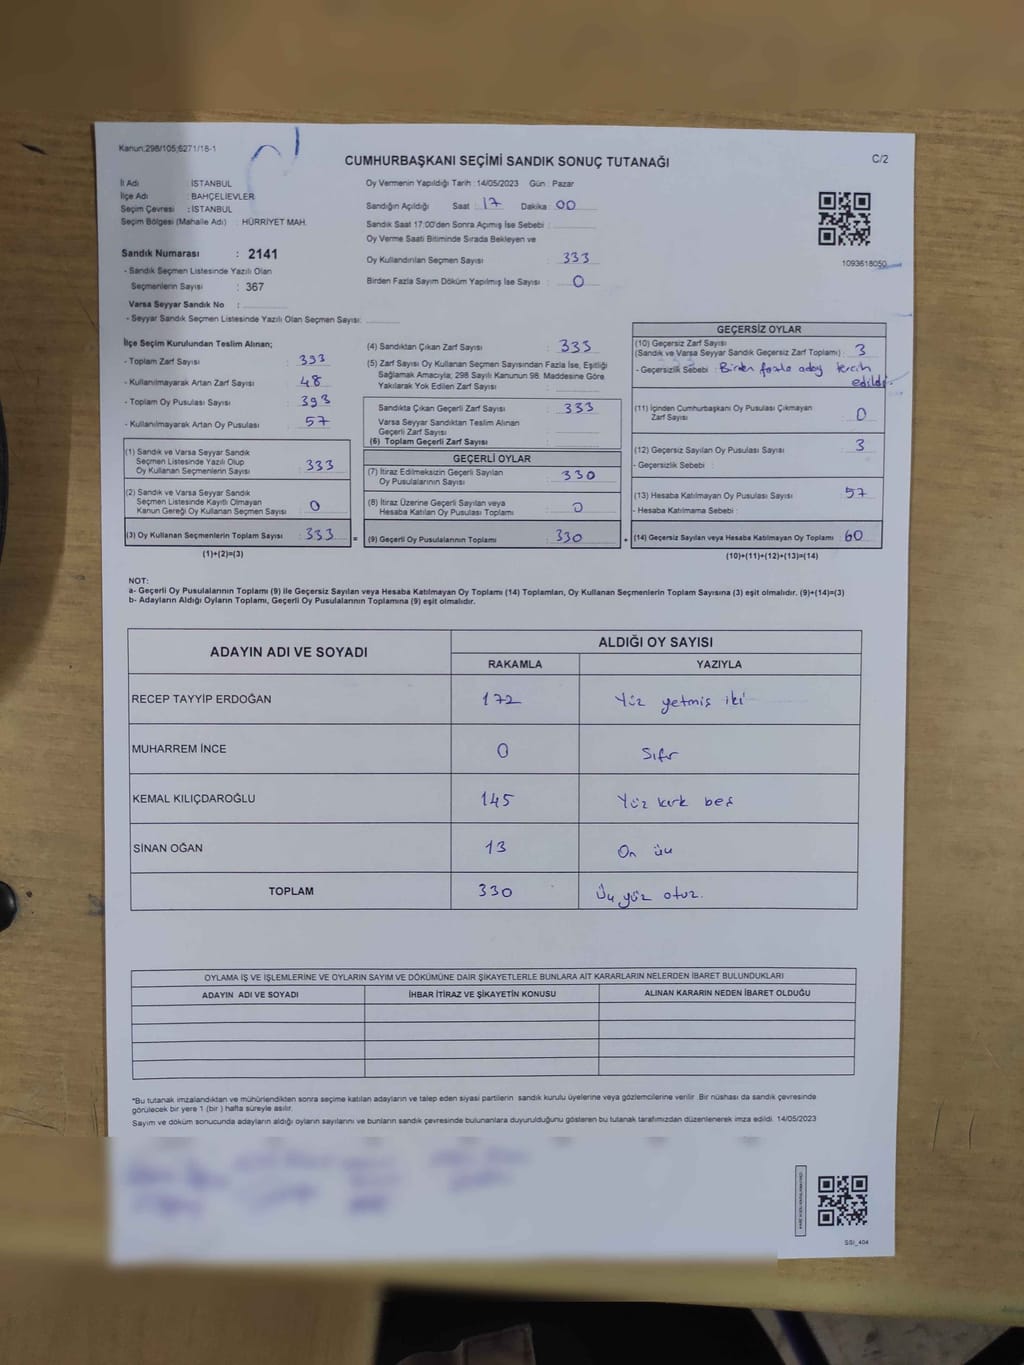 Kanun:298/105;6271/18-1
CUMHURBAŞKANI SEÇİMİ SANDIK SONUÇ TUTANAĞI
C/2
İl Adı : İSTANBUL
İlçe Adı : BAHÇELİEVLER
Seçim Çevresi : İSTANBUL
Seçim Bölgesi (Mahalle Adı) : HÜRRİYET MAH.
Sandık Numarası : 2141
- Sandık Seçmen Listesinde Yazılı Olan
Seçmenlerin Sayısı : 367
Varsa Seyyar Sandık No :
- Seyyar Sandık Seçmen Listesinde Yazılı Olan Seçmen Sayısı:
Oy Vermenin Yapıldığı Tarih : 14/05/2023 Gün : Pazar
Sandığın Açıldığı Saat : 17 Dakika : 00
Sandık Saat 17:00'den Sonra Açımış İse Sebebi :
Oy Verme Saati Bitiminde Sırada Bekleyen ve
Oy Kullandırılan Seçmen Sayısı : 333
Birden Fazla Sayım Döküm Yapılmış İse Sayısı : 0
1093618050
İlçe Seçim Kurulundan Teslim Alınan;
- Toplam Zarf Sayısı : 393
- Kullanılmayarak Artan Zarf Sayısı : 48
- Toplam Oy Pusulası Sayısı : 393
- Kullanılmayarak Artan Oy Pusulası : 57
(1) Sandık ve Varsa Seyyar Sandık
Seçmen Listesinde Yazılı Olup
Oy Kullanan Seçmenlerin Sayısı : 333
(2) Sandık ve Varsa Seyyar Sandık
Seçmen Listesinde Kayıtlı Olmayan
Kanun Gereği Oy Kullanan Seçmen Sayısı : 0
(3) Oy Kullanan Seçmenlerin Toplam Sayısı : 333 =
(1)+(2)=(3)
(4) Sandıktan Çıkan Zarf Sayısı : 333
(5) Zarf Sayısı Oy Kullanan Seçmen Sayısından Fazla İse, Eşitliği
Sağlamak Amacıyla; 298 Sayılı Kanunun 98. Maddesine Göre
Yakılarak Yok Edilen Zarf Sayısı :
Sandıkta Çıkan Geçerli Zarf Sayısı : 333
Varsa Seyyar Sandıktan Teslim Alınan
Geçerli Zarf Sayısı :
(6) Toplam Geçerli Zarf Sayısı :
GEÇERLİ OYLAR
(7) İtiraz Edilmeksizin Geçerli Sayılan
Oy Pusulalarının Sayısı : 330
(8) İtiraz Üzerine Geçerli Sayılan veya
Hesaba Katılan Oy Pusulası Toplamı : 0
(9) Geçerli Oy Pusulalarının Toplamı : 330 +
GEÇERSİZ OYLAR
(10) Geçersiz Zarf Sayısı
(Sandık ve Varsa Seyyar Sandık Geçersiz Zarf Toplamı) : 3
- Geçersizlik Sebebi : Birden fazla aday tercih
edildi
(11) İçinden Cumhurbaşkanı Oy Pusulası Çıkmayan
Zarf Sayısı : 0
(12) Geçersiz Sayılan Oy Pusulası Sayısı : 3
- Geçersizlik Sebebi :
(13) Hesaba Katılmayan Oy Pusulası Sayısı : 57
- Hesaba Katılmama Sebebi :
(14) Geçersiz Sayılan veya Hesaba Katılmayan Oy Toplamı : 60
(10)+(11)+(12)+(13)=(14)
NOT:
a- Geçerli Oy Pusulalarının Toplamı (9) ile Geçersiz Sayılan veya Hesaba Katılmayan Oy Toplamı (14) Toplamları, Oy Kullanan Seçmenlerin Toplam Sayısına (3) eşit olmalıdır. (9)+(14)=(3)
b- Adayların Aldığı Oyların Toplamı, Geçerli Oy Pusulalarının Toplamına (9) eşit olmalıdır.
ADAYIN ADI VE SOYADI
ALDIĞI OY SAYISI
RAKAMLA YAZIYLA
RECEP TAYYİP ERDOĞAN 172 Yüz yetmiş iki
MUHARREM İNCE 0 Sıfır
KEMAL KILIÇDAROĞLU 145 Yüz kırk beş
SİNAN OĞAN 13 On üç
TOPLAM 330 Üç yüz otuz.
OYLAMA İŞ VE İŞLEMLERİNE VE OYLARIN SAYIM VE DÖKÜMÜNE DAİR ŞİKAYETLERLE BUNLARA AİT KARARLARIN NELERDEN İBARET BULUNDUKLARI
ADAYIN ADI VE SOYADI İHBAR İTİRAZ VE ŞİKAYETİN KONUSU ALINAN KARARIN NEDEN İBARET OLDUĞU
*Bu tutanak imzalandıktan ve mühürlendikten sonra seçime katılan adayların ve talep eden siyasi partilerin sandık kurulu üyelerine veya gözlemcilerine verilir. Bir nüshası da sandık çevresinde
görülecek bir yere 1 (bir ) hafta süreyle asılır.
Sayım ve döküm sonucunda adayların aldığı oyların sayılarını ve bunların sandık çevresinde bulunanlara duyurulduğunu gösteren bu tutanak tarafımızdan düzenlenerek imza edildi. 14/05/2023
SSI_404